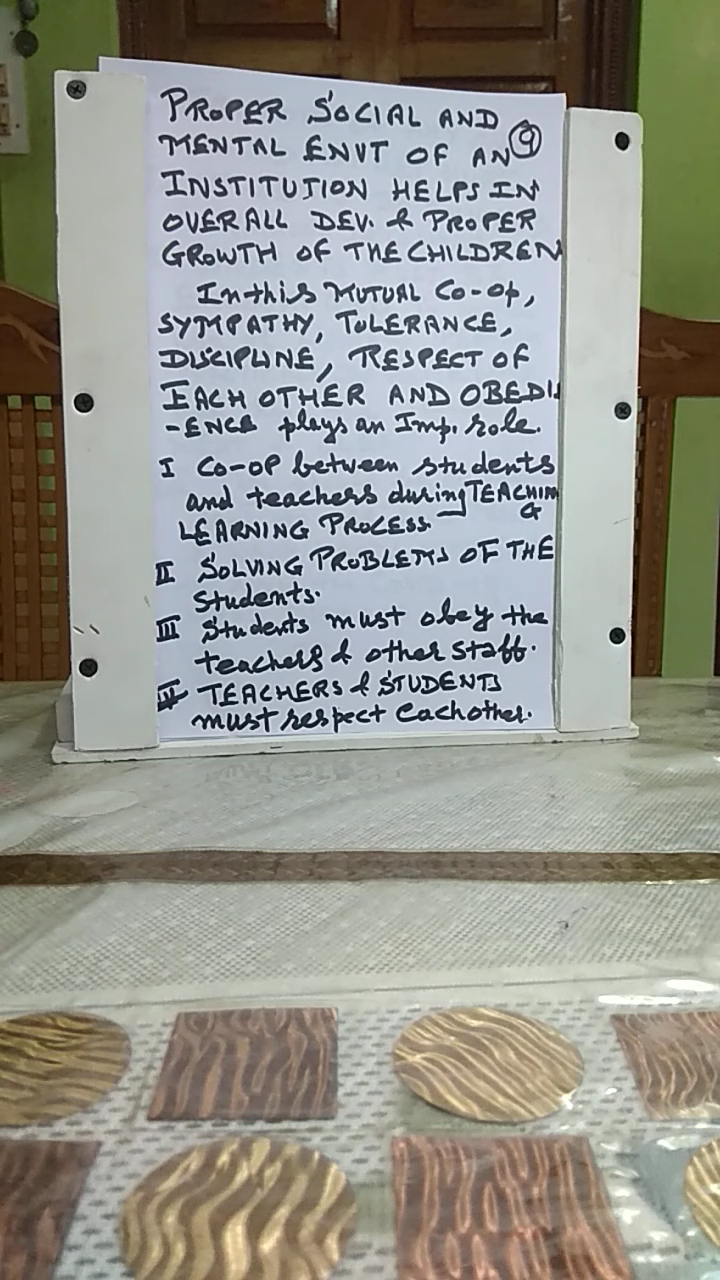 PROPER SOCIAL AND
MENTAL ENVT OF AN 9
INSTITUTION HELPS IN
OVERALL DEV. & PROPER
GROWTH OF THE CHILDREN
In this MUTUAL Co-op,
SYMPATHY, TOLERANCE,
DISCIPLINE, RESPECT OF
EACH OTHER AND OBEDI
-ENCE plays an Imp. role.
I Co-op between students
and teachers during TEACHING
LEARNING PROCESS.
II SOLVING PROBLEMS OF THE
Students.
III Students must obey the
teachers & other staff.
IV TEACHERS & STUDENTS
must respect Each other.